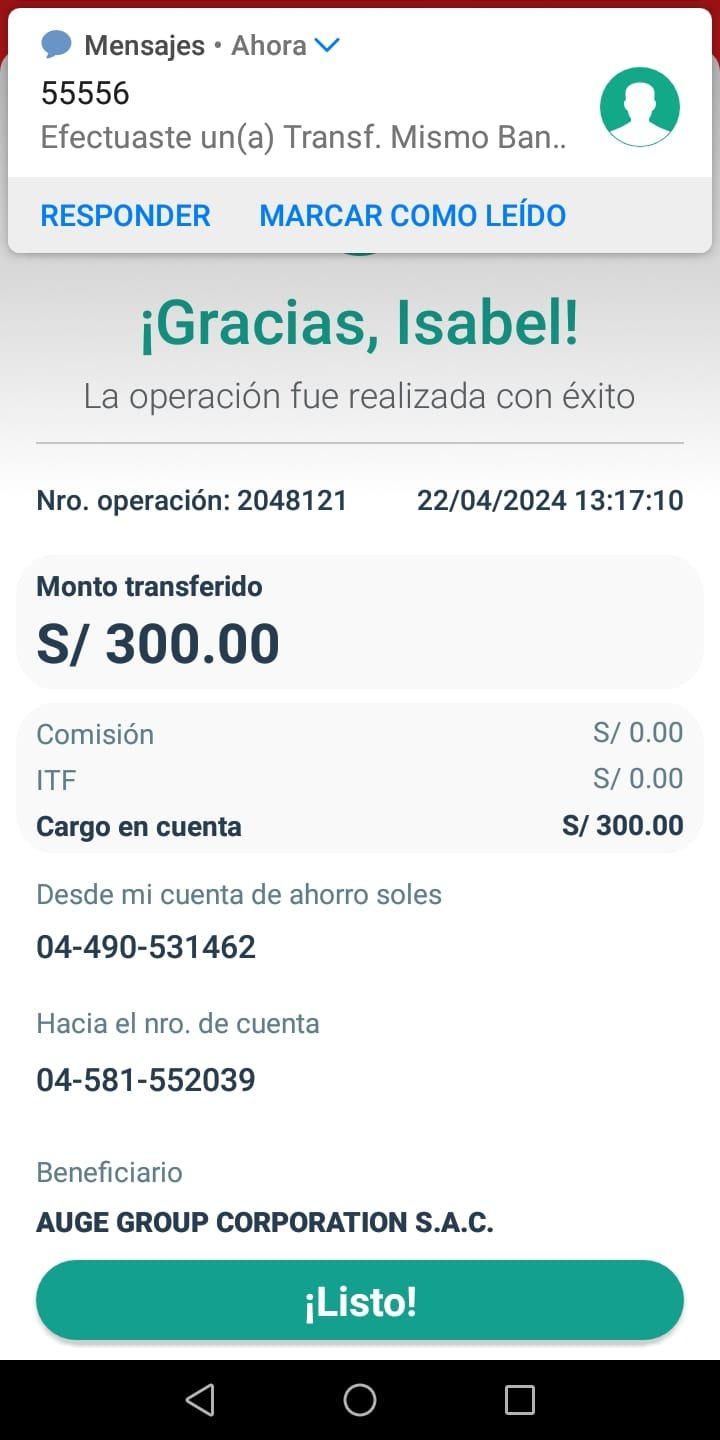 Mensajes • Ahora
55556
Efectuaste un(a) Transf. Mismo Ban..
RESPONDER MARCAR COMO LEÍDO
¡Gracias, Isabel!
La operación fue realizada con éxito
Nro. operación: 2048121 22/04/2024 13:17:10
Monto transferido
S/ 300.00
Comisión S/ 0.00
ITF S/ 0.00
Cargo en cuenta S/ 300.00
Desde mi cuenta de ahorro soles
04-490-531462
Hacia el nro. de cuenta
04-581-552039
Beneficiario
AUGE GROUP CORPORATION S.A.C.
¡Listo!